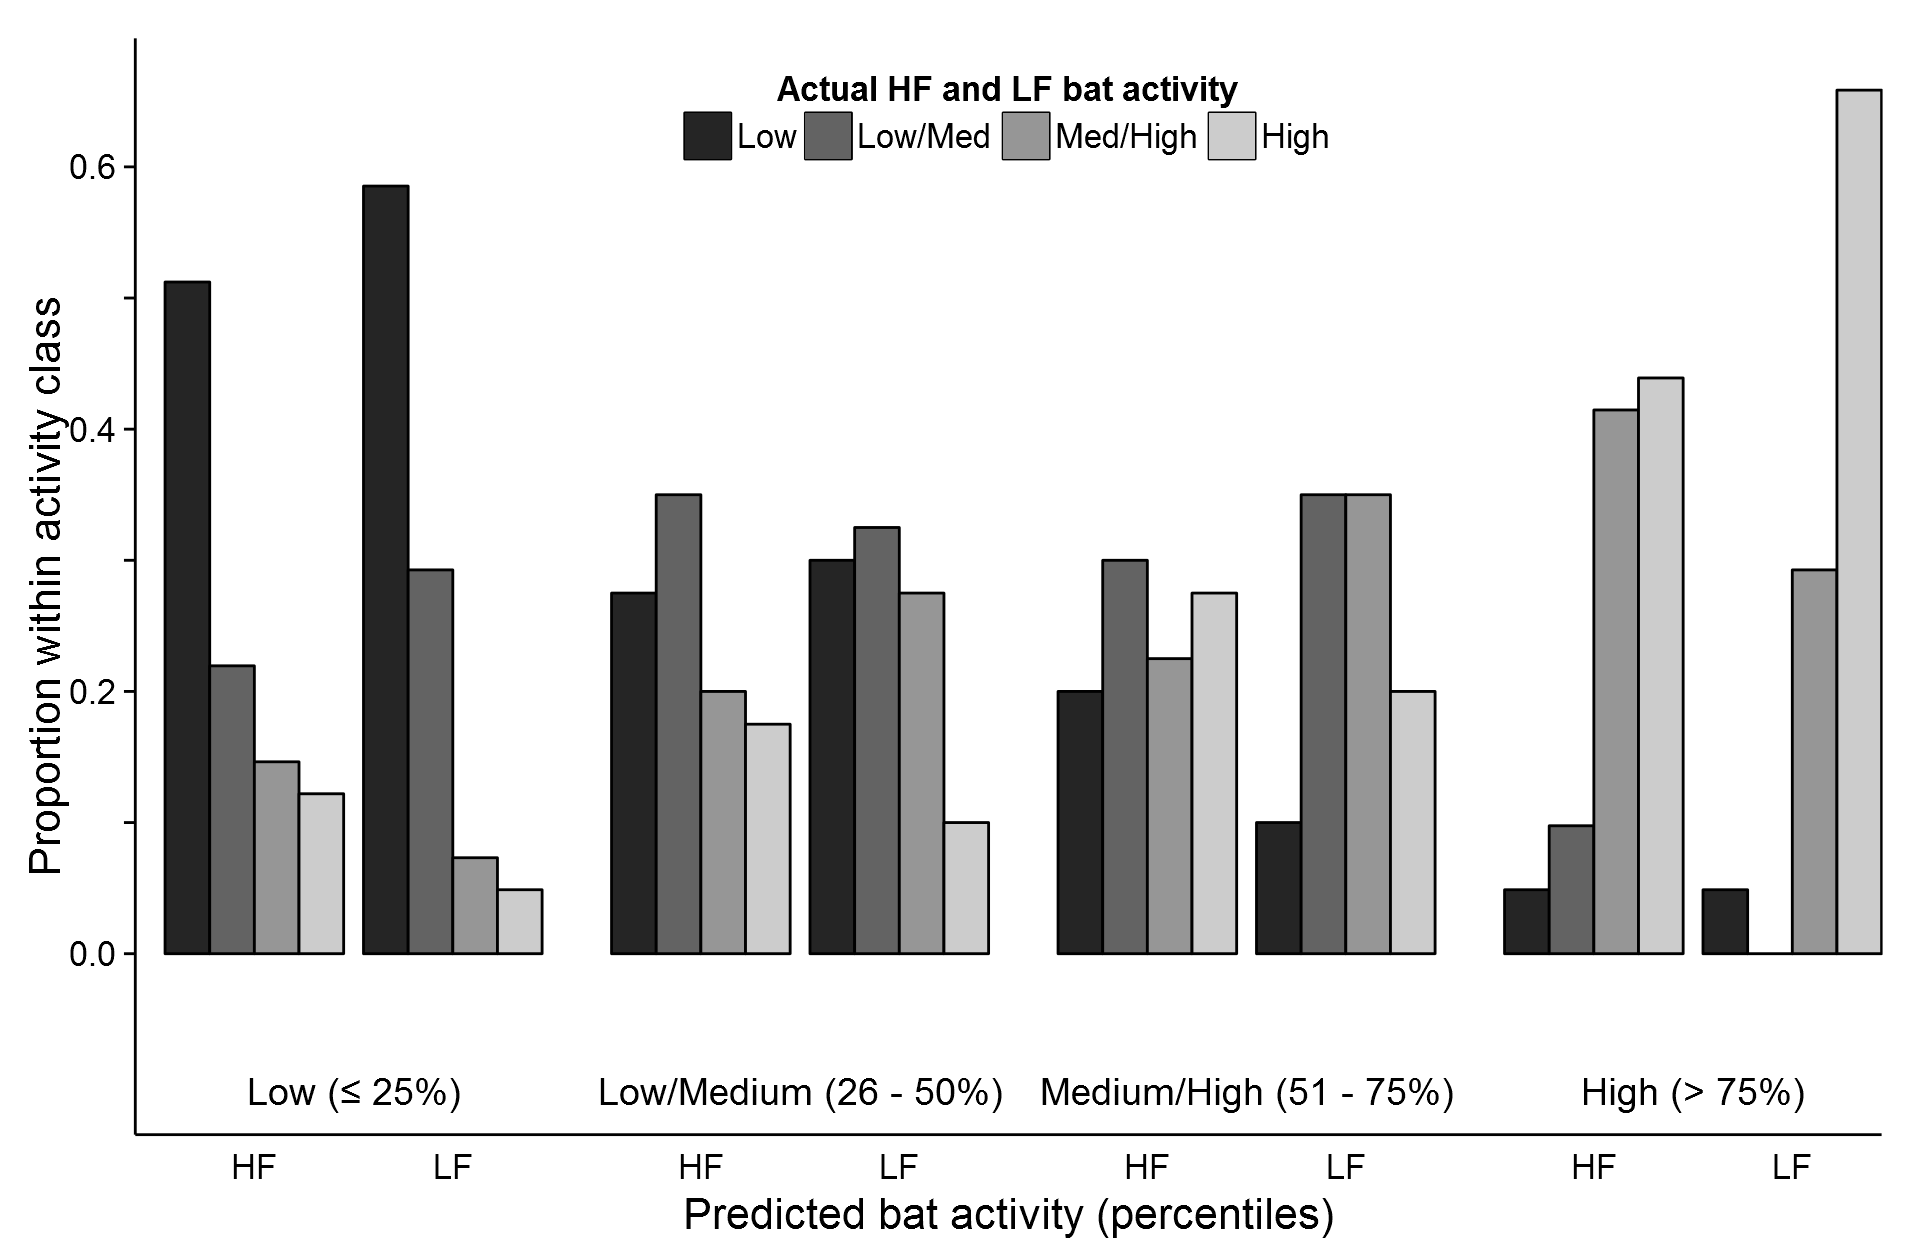 Actual HF and LF bat activity
Low Low/Med Med/High High
Proportion within activity class
0.6
0.4
0.2
0.0
Low (≤ 25%) Low/Medium (26 - 50%) Medium/High (51 - 75%) High (> 75%)
HF LF HF LF HF LF HF LF
Predicted bat activity (percentiles)